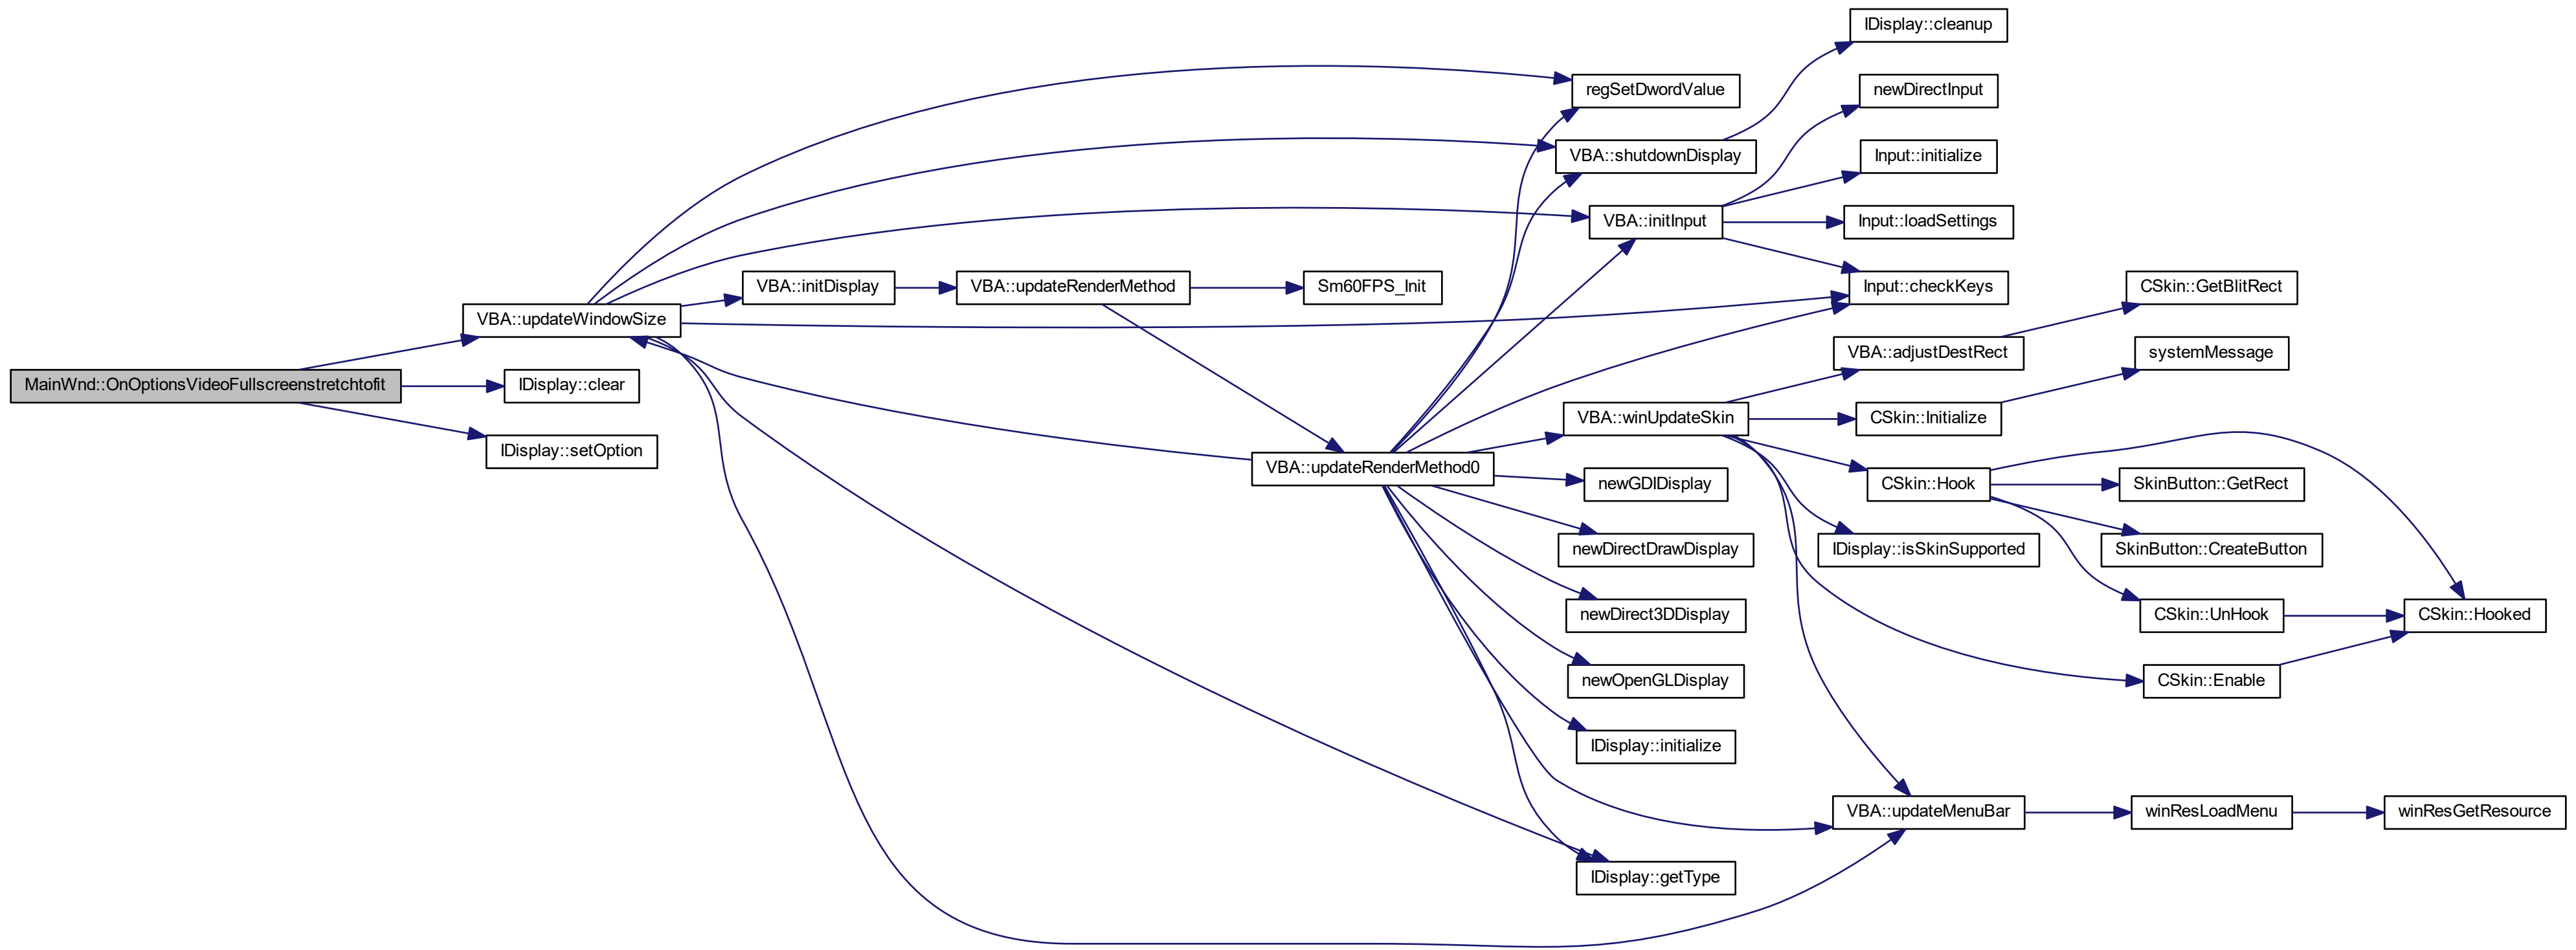 IDisplay::cleanup
regSetDwordValue
newDirectInput
VBA::shutdownDisplay
Input::initialize
VBA::initInput
Input::loadSettings
VBA::initDisplay
VBA::updateRenderMethod
Sm60FPS_Init
Input::checkKeys
CSkin::GetBlitRect
VBA::updateWindowSize
VBA::adjustDestRect
systemMessage
MainWnd::OnOptionsVideoFullscreenstretchtofit
IDisplay::clear
VBA::winUpdateSkin
CSkin::Initialize
IDisplay::setOption
VBA::updateRenderMethod0
newGDIDisplay
CSkin::Hook
SkinButton::GetRect
newDirectDrawDisplay
IDisplay::isSkinSupported
SkinButton::CreateButton
newDirect3DDisplay
CSkin::UnHook
CSkin::Hooked
newOpenGLDisplay
CSkin::Enable
IDisplay::initialize
VBA::updateMenuBar
winResLoadMenu
winResGetResource
IDisplay::getType